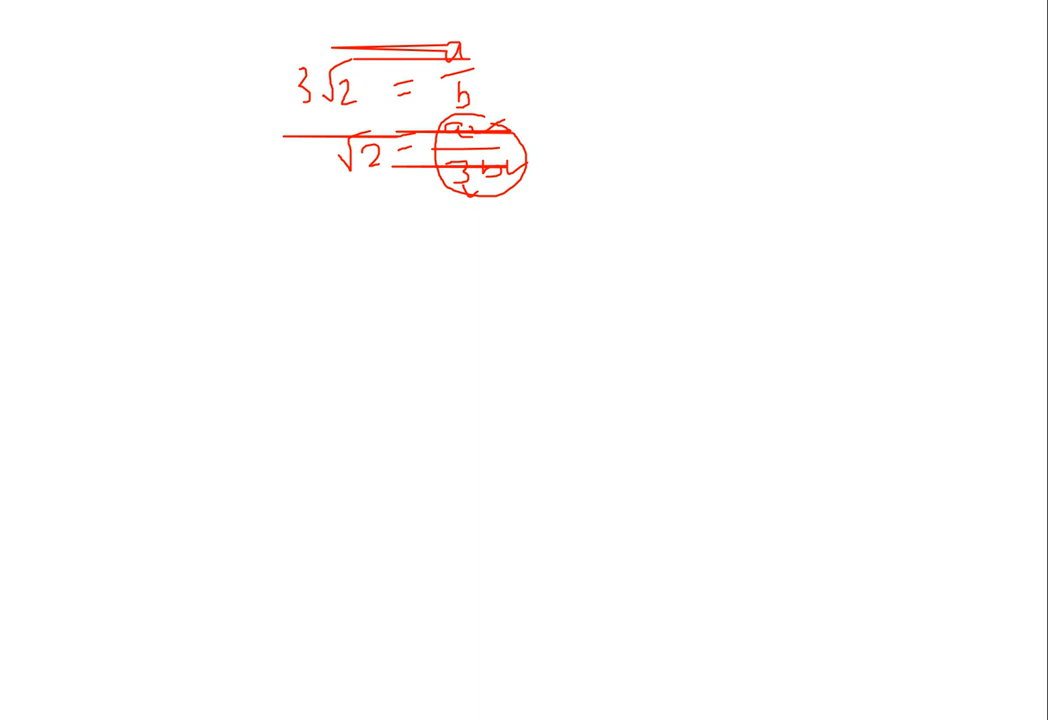 3√2 = a/b
√2 = a/3b